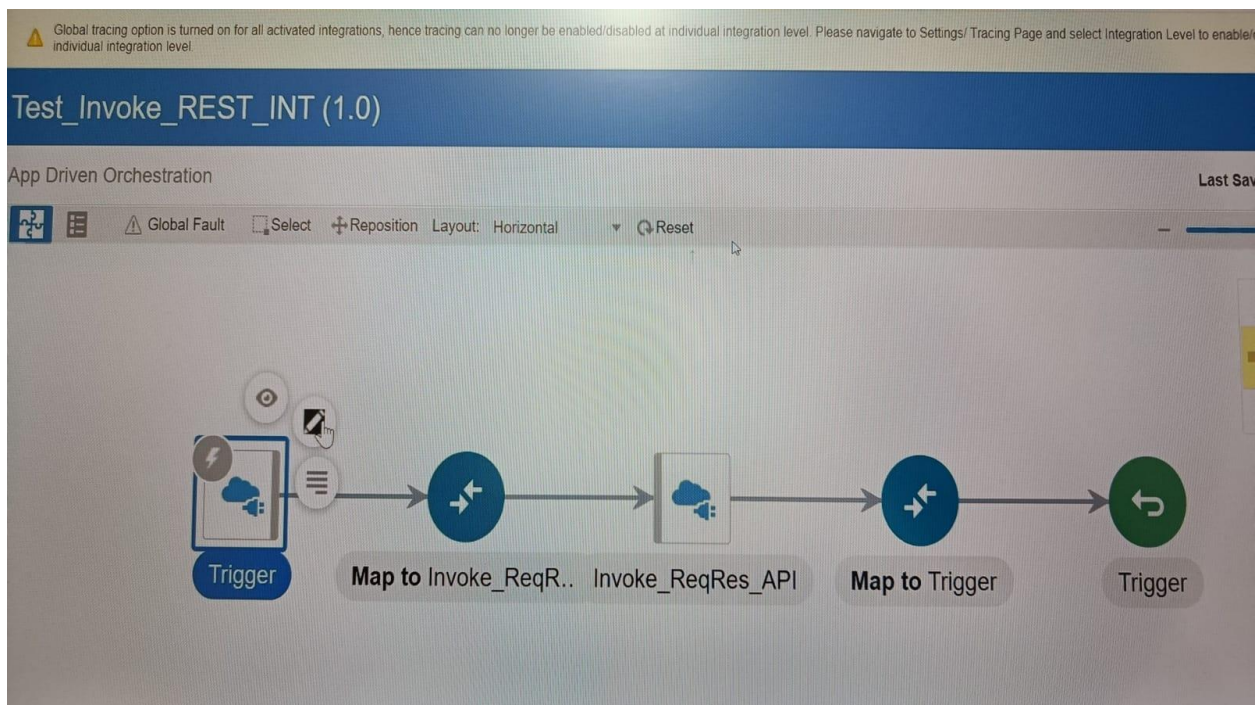 Global tracing option is turned on for all activated integrations, hence tracing can no longer be enabled/disabled at individual integration level. Please navigate to Settings/ Tracing Page and select Integration Level to enable/
individual integration level.
Test_Invoke_REST_INT (1.0)
App Driven Orchestration
Last Sav
Global Fault Select Reposition Layout: Horizontal Reset
Trigger
Map to Invoke_ReqR..
Invoke_ReqRes_API
Map to Trigger
Trigger